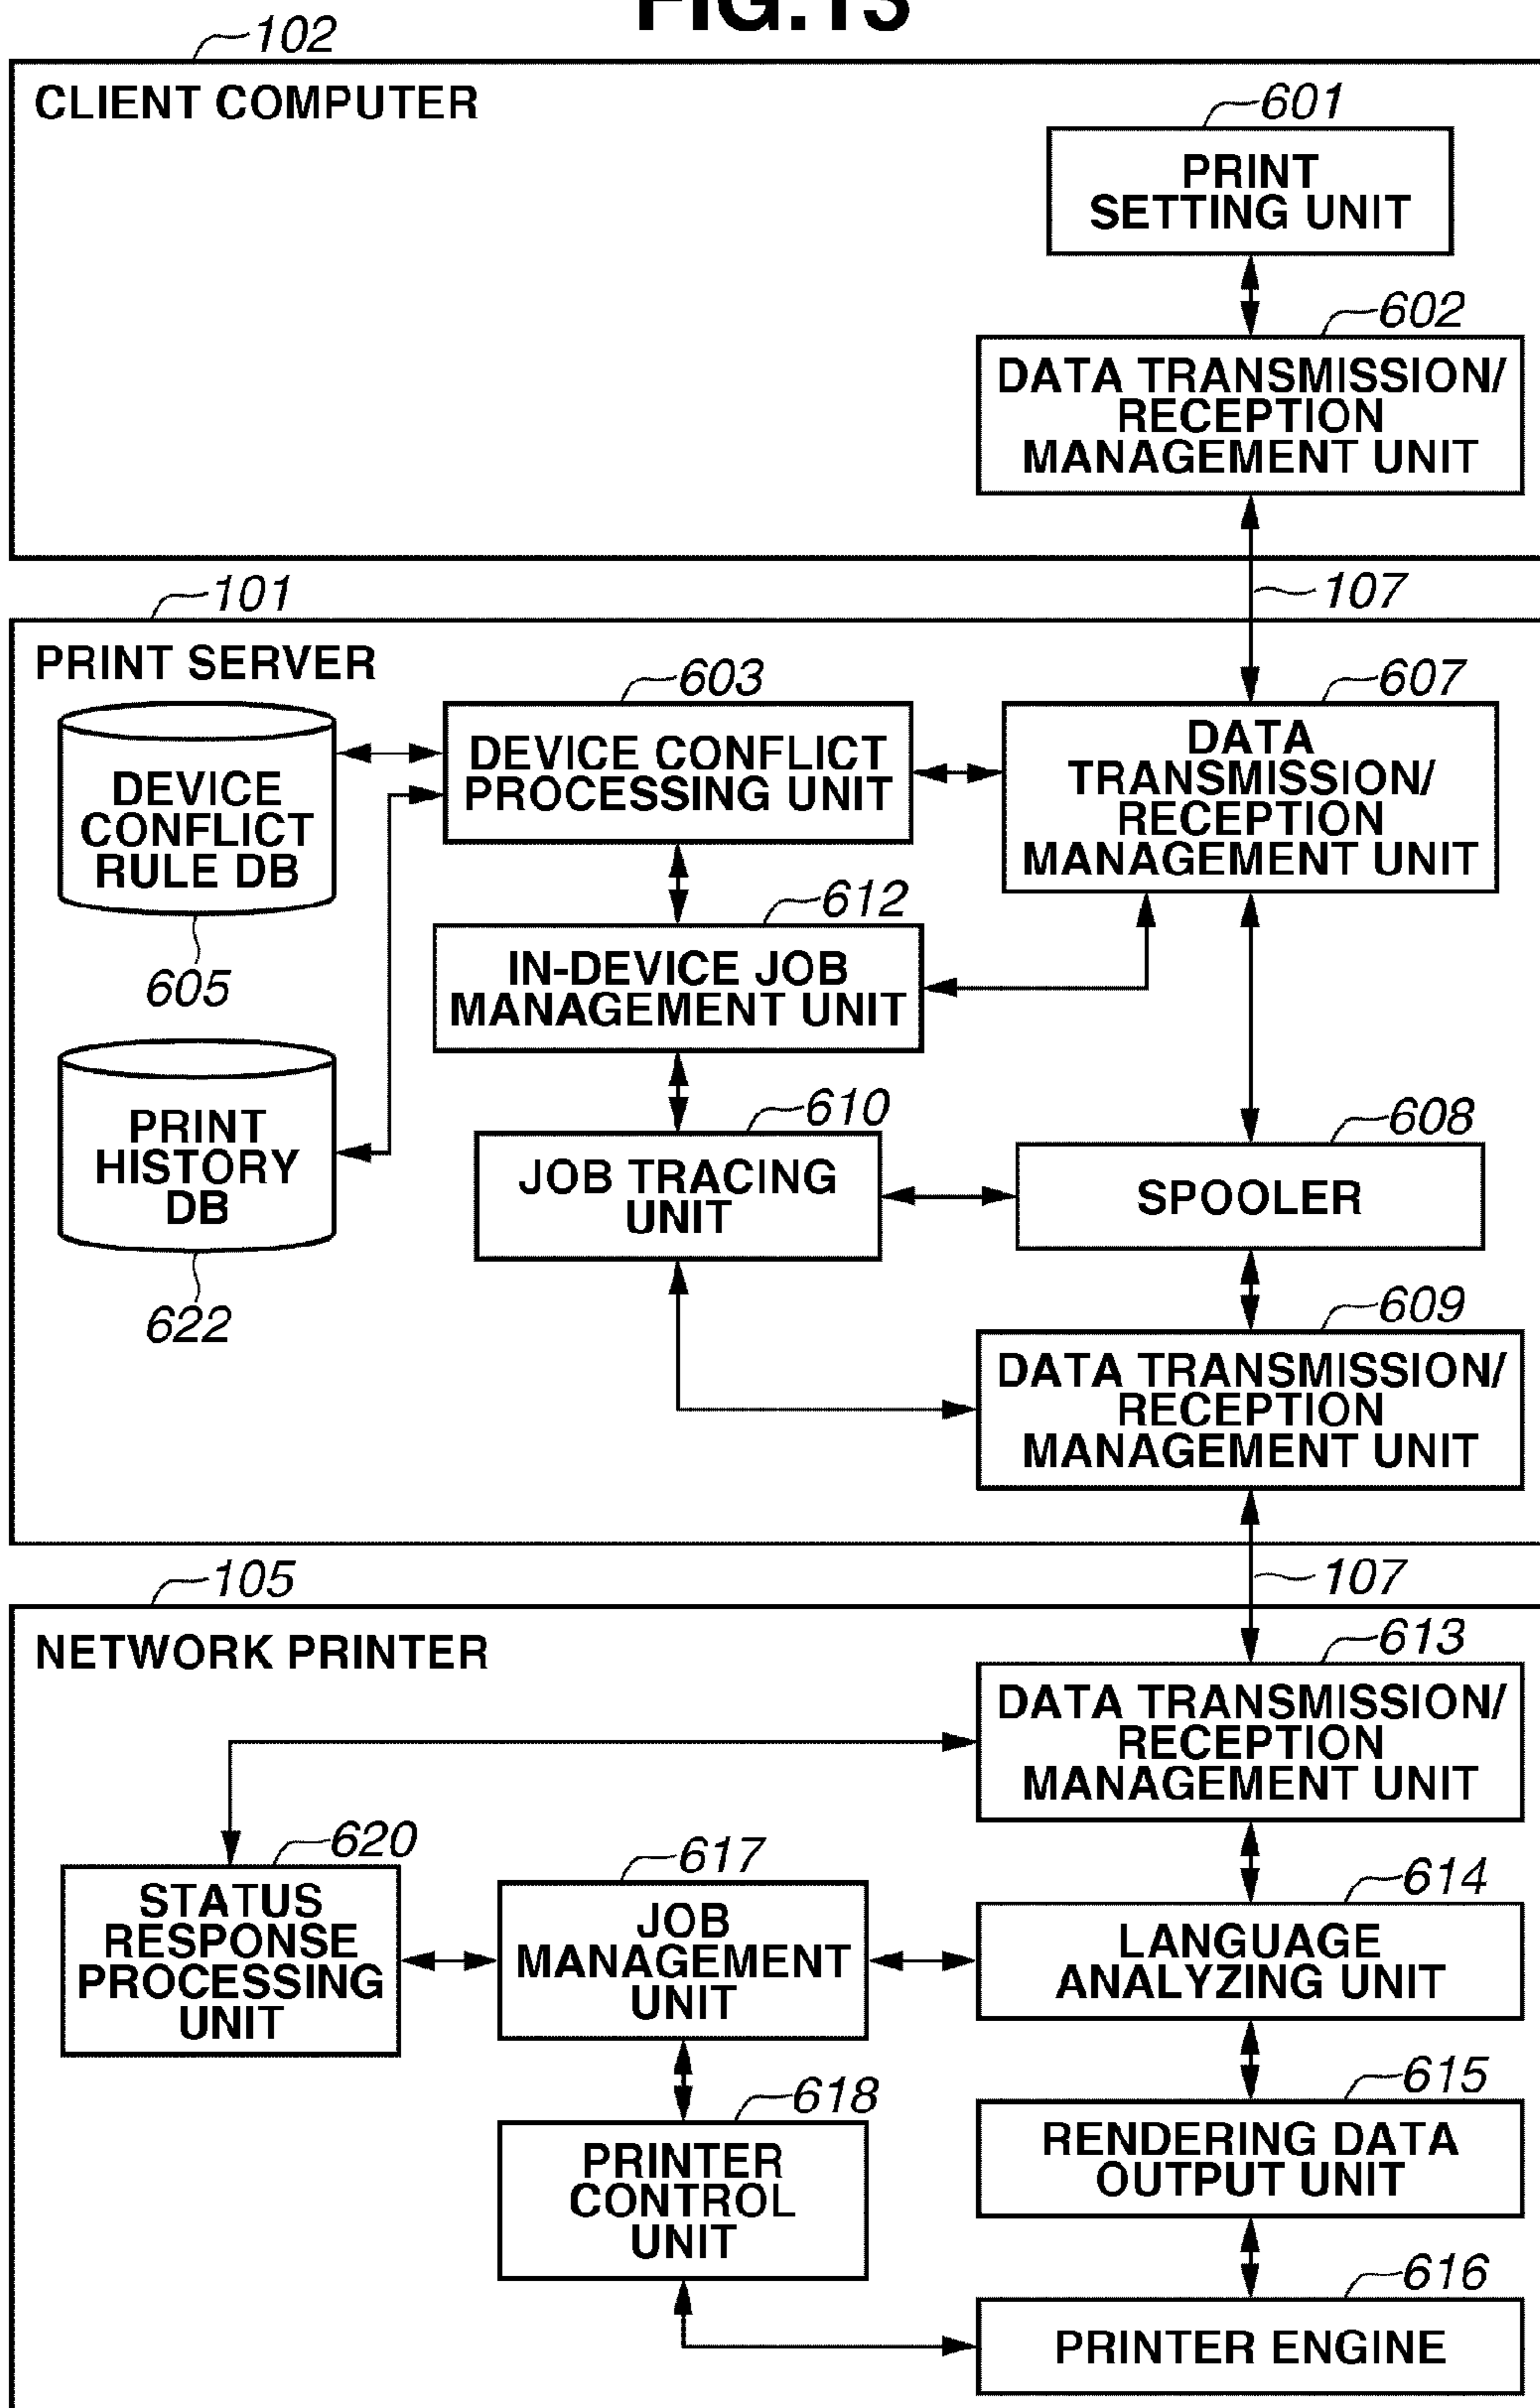 FIG.13
102
CLIENT COMPUTER
601
PRINT
SETTING UNIT
602
DATA TRANSMISSION/
RECEPTION
MANAGEMENT UNIT
107
101
PRINT SERVER
603
607
DEVICE CONFLICT
PROCESSING UNIT
DATA
TRANSMISSION/
RECEPTION
MANAGEMENT UNIT
DEVICE
CONFLICT
RULE DB
605
612
IN-DEVICE JOB
MANAGEMENT UNIT
PRINT
HISTORY
DB
622
610
JOB TRACING
UNIT
608
SPOOLER
609
DATA TRANSMISSION/
RECEPTION
MANAGEMENT UNIT
107
105
NETWORK PRINTER
613
DATA TRANSMISSION/
RECEPTION
MANAGEMENT UNIT
620
STATUS
RESPONSE
PROCESSING
UNIT
617
JOB
MANAGEMENT
UNIT
614
LANGUAGE
ANALYZING UNIT
618
PRINTER
CONTROL
UNIT
615
RENDERING DATA
OUTPUT UNIT
616
PRINTER ENGINE